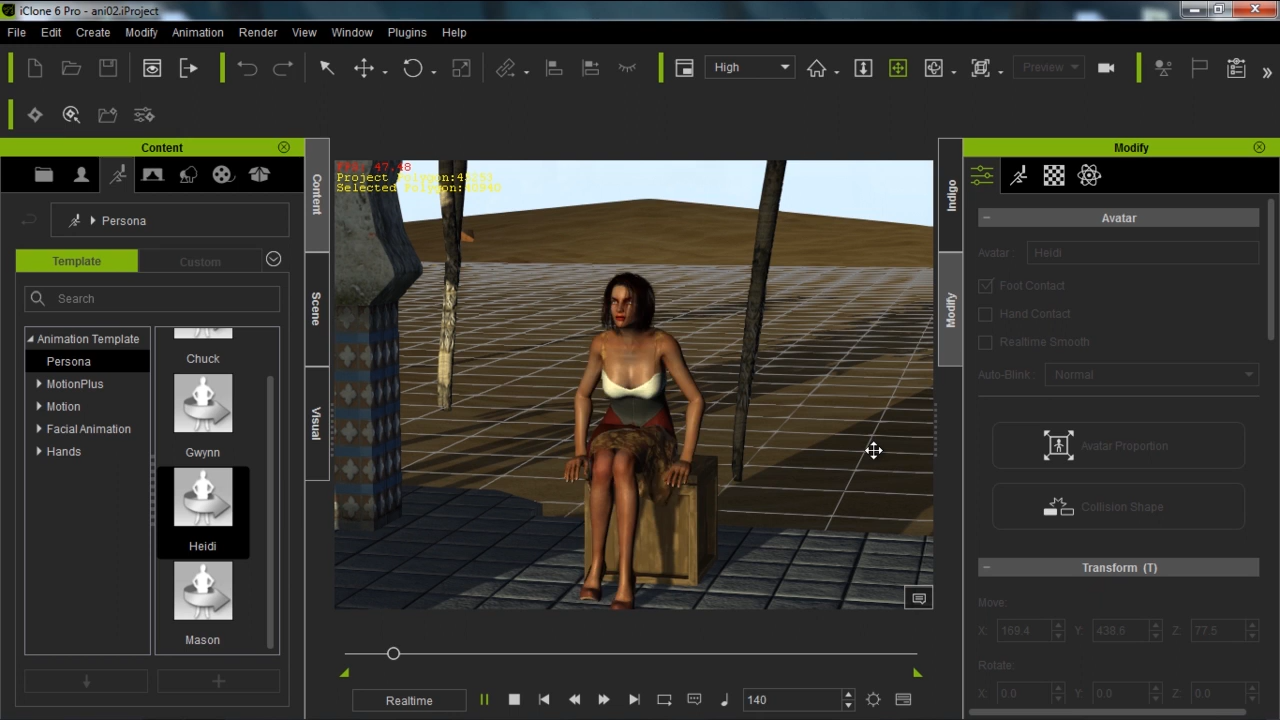 iClone 6 Pro - ani02.iProject
File Edit Create Modify Animation Render View Window Plugins Help
High
Preview
Content
Persona
Template Custom
Search
Animation Template
Persona
MotionPlus
Motion
Facial Animation
Hands
Chuck
Gwynn
Heidi
Mason
Content
Scene
Visual
Project Polygon:
Selected Polygon:
Realtime
140
Indigo
Modify
Modify
Avatar
Avatar : Heidi
Foot Contact
Hand Contact
Realtime Smooth
Auto-Blink : Normal
Avatar Proportion
Collision Shape
Transform (T)
Move:
X: 169.4 Y: 438.6 Z: 77.5
Rotate:
X: 0.0 Y: 0.0 Z: 0.0